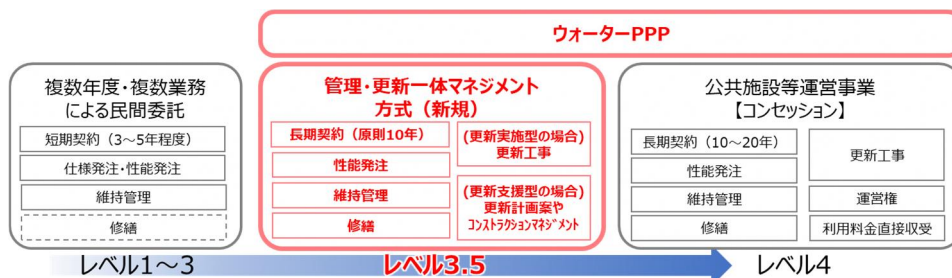 ウォーターPPP
複数年度・複数業務
による民間委託
短期契約（3～5年程度）
仕様発注・性能発注
維持管理
修繕
管理・更新一体マネジメント
方式（新規）
長期契約（原則10年）
性能発注
維持管理
修繕
(更新実施型の場合)
更新工事
(更新支援型の場合)
更新計画案や
コンストラクションマネジメント
公共施設等運営事業
【コンセッション】
長期契約（10～20年）
性能発注
維持管理
修繕
更新工事
運営権
利用料金直接収受
レベル1～3
レベル3.5
レベル4